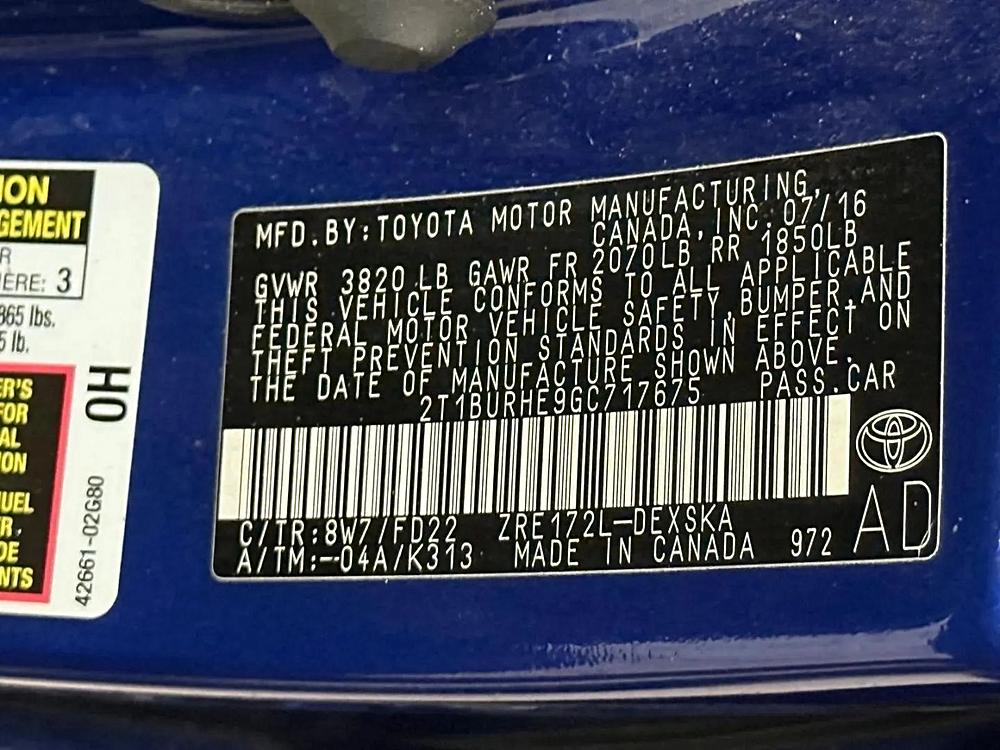 ION
GEMENT
R
ERE: 3
865 lbs.
5 lb.
ER'S
FOR
AL
ION
UEL
R,
DE
NTS
OH
42661-02G80
MFD.BY:TOYOTA MOTOR MANUFACTURING,
CANADA,INC.07/16
GVWR 3820 LB GAWR FR 2070LB RR 1850LB
THIS VEHICLE CONFORMS TO ALL APPLICABLE
FEDERAL MOTOR VEHICLE SAFETY,BUMPER,AND
THEFT PREVENTION STANDARDS IN EFFECT ON
THE DATE OF MANUFACTURE SHOWN ABOVE.
2T1BURHE9GC717675 PASS.CAR
C/TR:8W7/FD22 ZRE172L-DEXSKA
A/TM:-04A/K313 MADE IN CANADA 972
AD